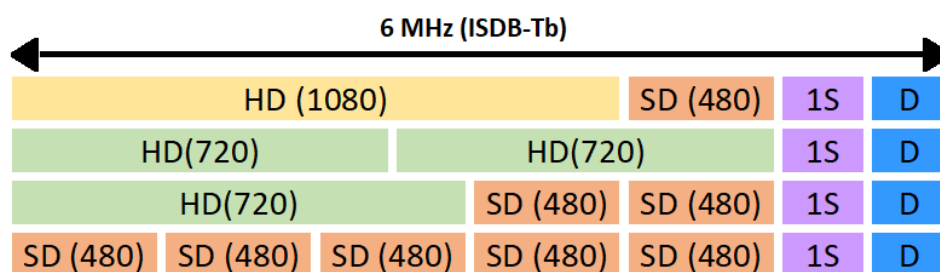 6 MHz (ISDB-Tb)
HD (1080) SD (480) 1S D
HD(720) HD(720) 1S D
HD(720) SD (480) SD (480) 1S D
SD (480) SD (480) SD (480) SD (480) SD (480) 1S D